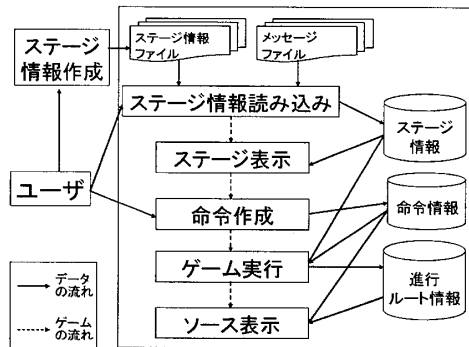 ステージ
情報作成
ステージ情報
ファイル
メッセージ
ファイル
ステージ情報読み込み
ステージ
情報
ステージ表示
ユーザ
命令作成
命令情報
ゲーム実行
進行
ルート情報
ソース表示
データ
の流れ
ゲーム
の流れ